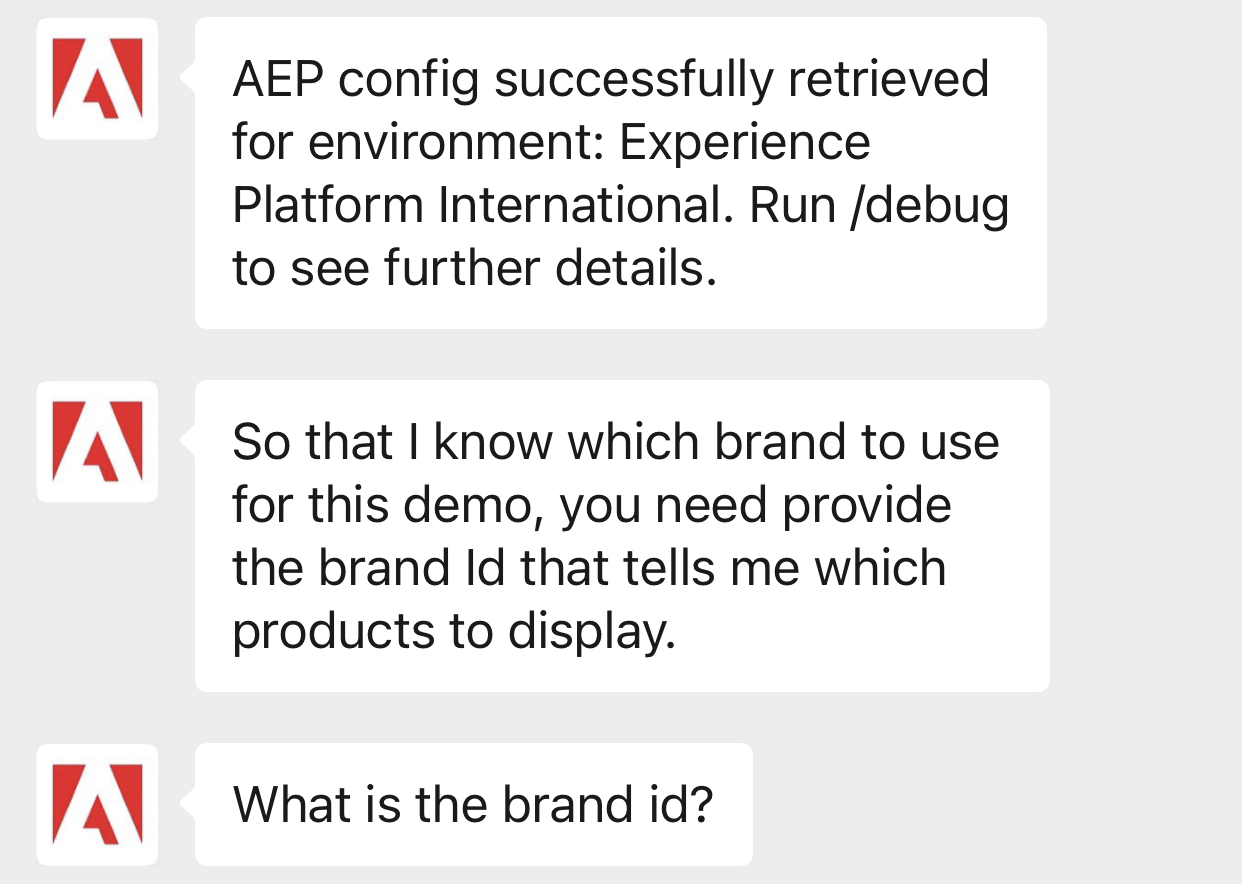 AEP config successfully retrieved
for environment: Experience
Platform International. Run /debug
to see further details.
So that I know which brand to use
for this demo, you need provide
the brand Id that tells me which
products to display.
What is the brand id?